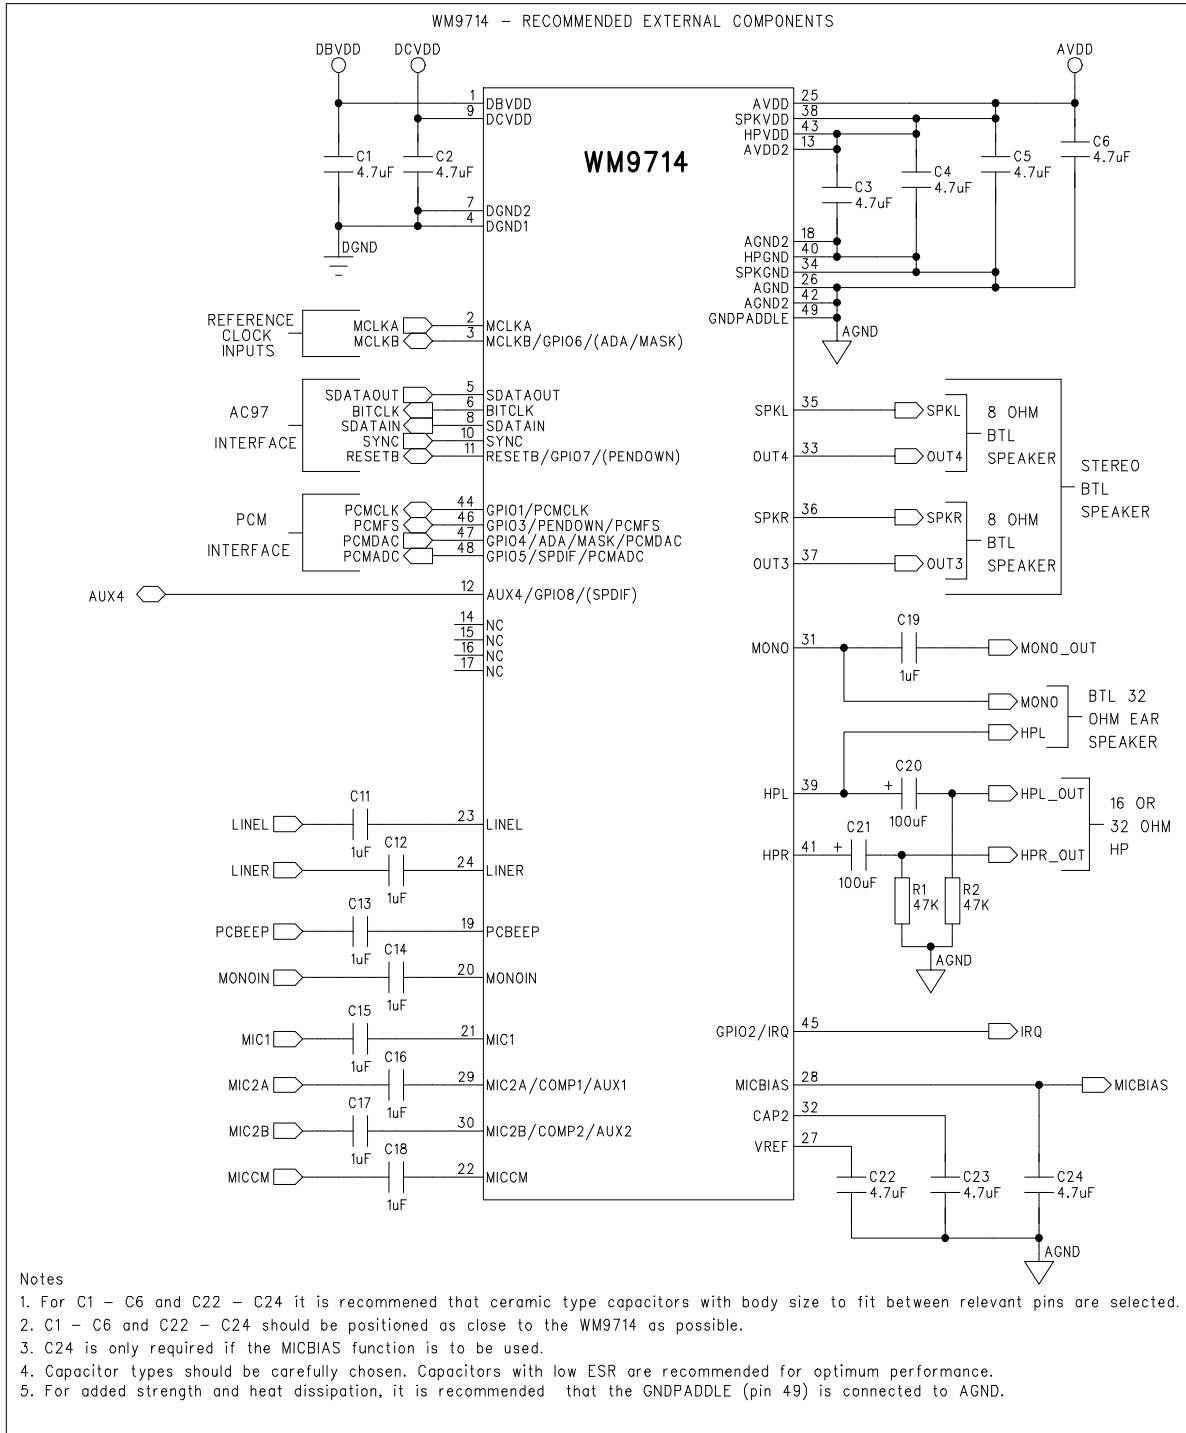 WM9714 – RECOMMENDED EXTERNAL COMPONENTS
DBVDD
DCVDD
AVDD
WM9714
1 DBVDD
9 DCVDD
7 DGND2
4 DGND1
C1
4.7uF
C2
4.7uF
DGND
AVDD 25
SPKVDD 38
HPVDD 43
AVDD2 13
C3
4.7uF
C4
4.7uF
C5
4.7uF
C6
4.7uF
AGND2 18
HPGND 40
SPKGND 34
AGND 26
AGND2 42
GNDPADDLE 49
AGND
REFERENCE
CLOCK
INPUTS
MCLKA 2 MCLKA
MCLKB 3 MCLKB/GPIO6/(ADA/MASK)
AC97
INTERFACE
SDATAOUT 5 SDATAOUT
BITCLK 6 BITCLK
SDATAIN 8 SDATAIN
SYNC 10 SYNC
RESETB 11 RESETB/GPIO7/(PENDOWN)
PCM
INTERFACE
PCMCLK 44 GPIO1/PCMCLK
PCMFS 46 GPIO3/PENDOWN/PCMFS
PCMDAC 47 GPIO4/ADA/MASK/PCMDAC
PCMADC 48 GPIO5/SPDIF/PCMADC
AUX4 12 AUX4/GPIO8/(SPDIF)
14 NC
15 NC
16 NC
17 NC
SPKL 35 SPKL
OUT4 33 OUT4
8 OHM
BTL
SPEAKER
SPKR 36 SPKR
OUT3 37 OUT3
8 OHM
BTL
SPEAKER
STEREO
BTL
SPEAKER
MONO 31
C19
1uF
MONO_OUT
MONO
HPL
BTL 32
OHM EAR
SPEAKER
HPL 39
+
C20
100uF
HPL_OUT
HPR 41
+
C21
100uF
HPR_OUT
16 OR
32 OHM
HP
R1
47K
R2
47K
AGND
LINEL
C11
1uF
23 LINEL
LINER
C12
1uF
24 LINER
PCBEEP
C13
1uF
19 PCBEEP
MONOIN
C14
1uF
20 MONOIN
MIC1
C15
1uF
21 MIC1
MIC2A
C16
1uF
29 MIC2A/COMP1/AUX1
MIC2B
C17
1uF
30 MIC2B/COMP2/AUX2
MICCM
C18
1uF
22 MICCM
GPIO2/IRQ 45 IRQ
MICBIAS 28 MICBIAS
CAP2 32
VREF 27
C22
4.7uF
C23
4.7uF
C24
4.7uF
AGND
Notes
1. For C1 – C6 and C22 – C24 it is recommened that ceramic type capacitors with body size to fit between relevant pins are selected.
2. C1 – C6 and C22 – C24 should be positioned as close to the WM9714 as possible.
3. C24 is only required if the MICBIAS function is to be used.
4. Capacitor types should be carefully chosen. Capacitors with low ESR are recommended for optimum performance.
5. For added strength and heat dissipation, it is recommended that the GNDPADDLE (pin 49) is connected to AGND.